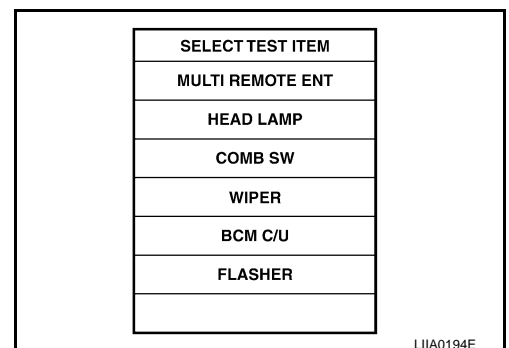 SELECT TEST ITEM
MULTI REMOTE ENT
HEAD LAMP
COMB SW
WIPER
BCM C/U
FLASHER
LIIA0194E